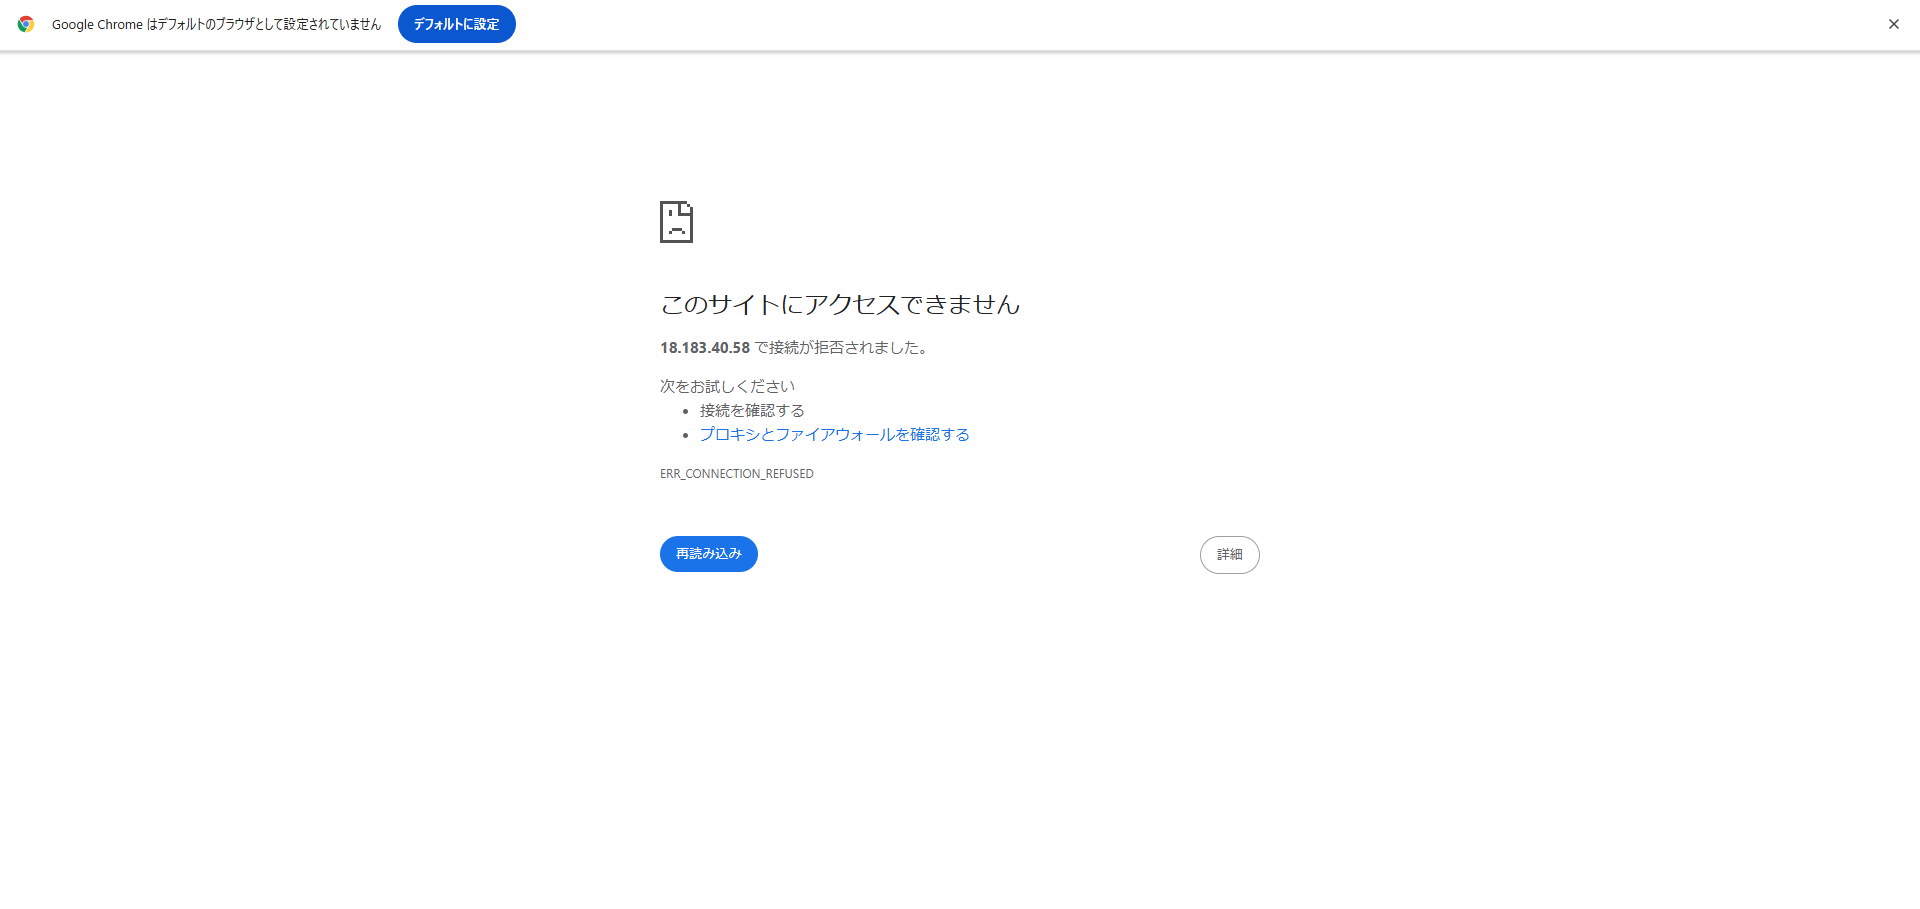 Google Chrome はデフォルトのブラウザとして設定されていません デフォルトに設定
このサイトにアクセスできません
18.183.40.58 で接続が拒否されました。
次をお試しください
接続を確認する
プロキシとファイアウォールを確認する
ERR_CONNECTION_REFUSED
再読み込み 詳細